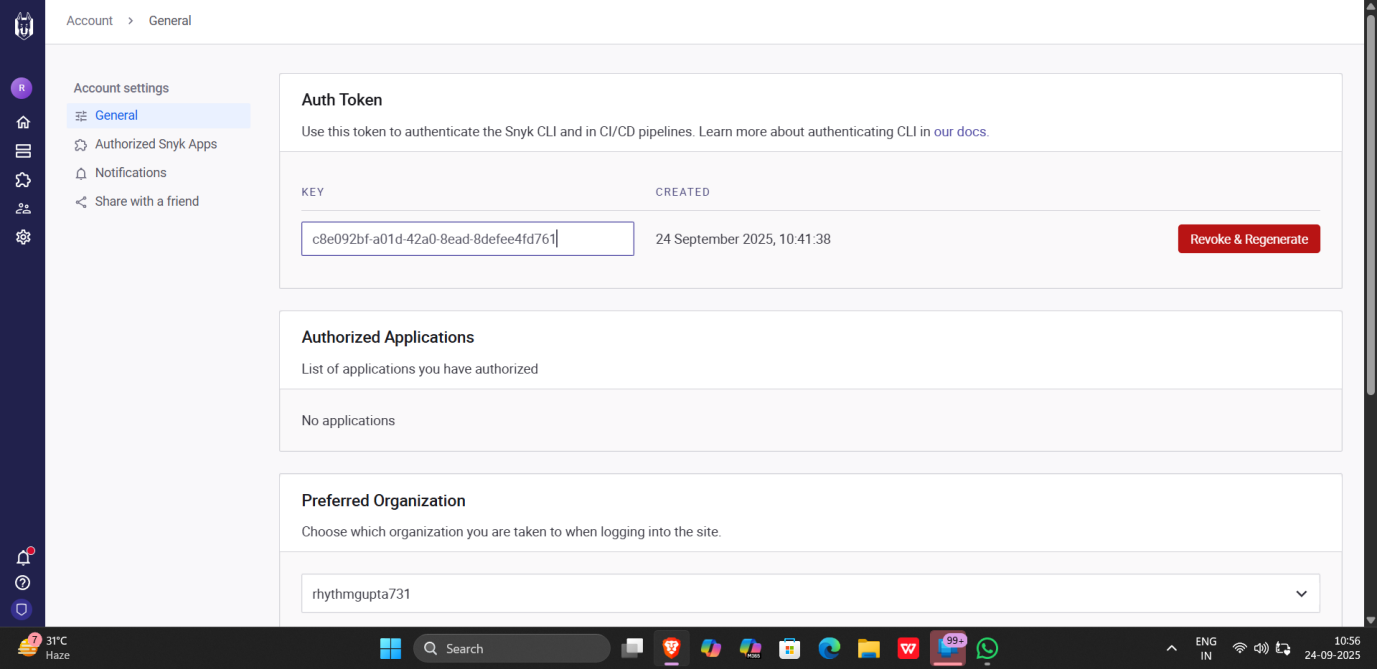 Account > General
R
Account settings
General
Authorized Snyk Apps
Notifications
Share with a friend
Auth Token
Use this token to authenticate the Snyk CLI and in CI/CD pipelines. Learn more about authenticating CLI in our docs.
KEY CREATED
c8e092bf-a01d-42a0-8ead-8defee4fd761 24 September 2025, 10:41:38 Revoke & Regenerate
Authorized Applications
List of applications you have authorized
No applications
Preferred Organization
Choose which organization you are taken to when logging into the site.
rhythmgupta731
7 31°C
Haze
Search
M365
W
99+
ENG
IN
10:56
24-09-2025